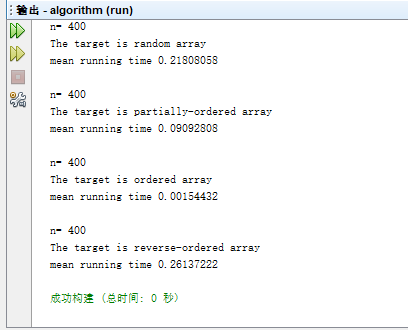 输出 - algorithm (run)
n= 400
The target is random array
mean running time 0.21808058
n= 400
The target is partially-ordered array
mean running time 0.09092808
n= 400
The target is ordered array
mean running time 0.00154432
n= 400
The target is reverse-ordered array
mean running time 0.26137222
成功构建 (总时间: 0 秒)